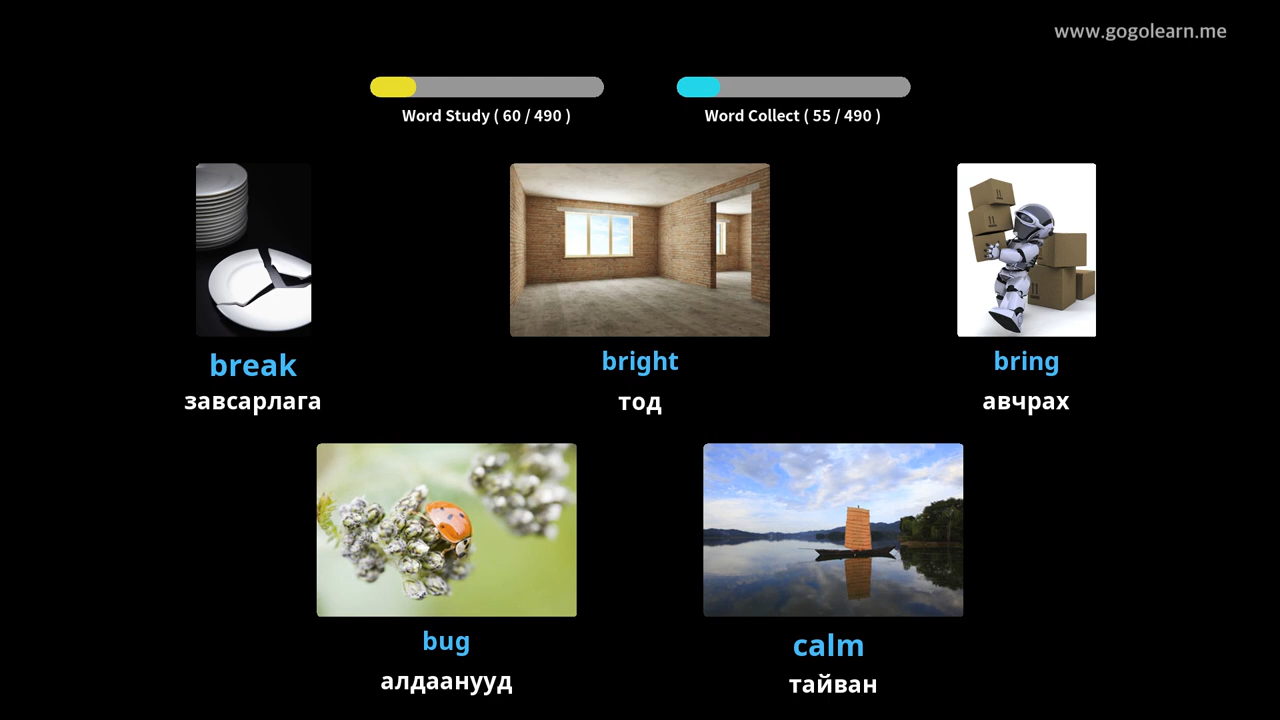 www.gogolearn.me
Word Study ( 60 / 490 )
Word Collect ( 55 / 490 )
break
завсарлага
bright
тод
bring
авчрах
bug
алдаанууд
calm
тайван